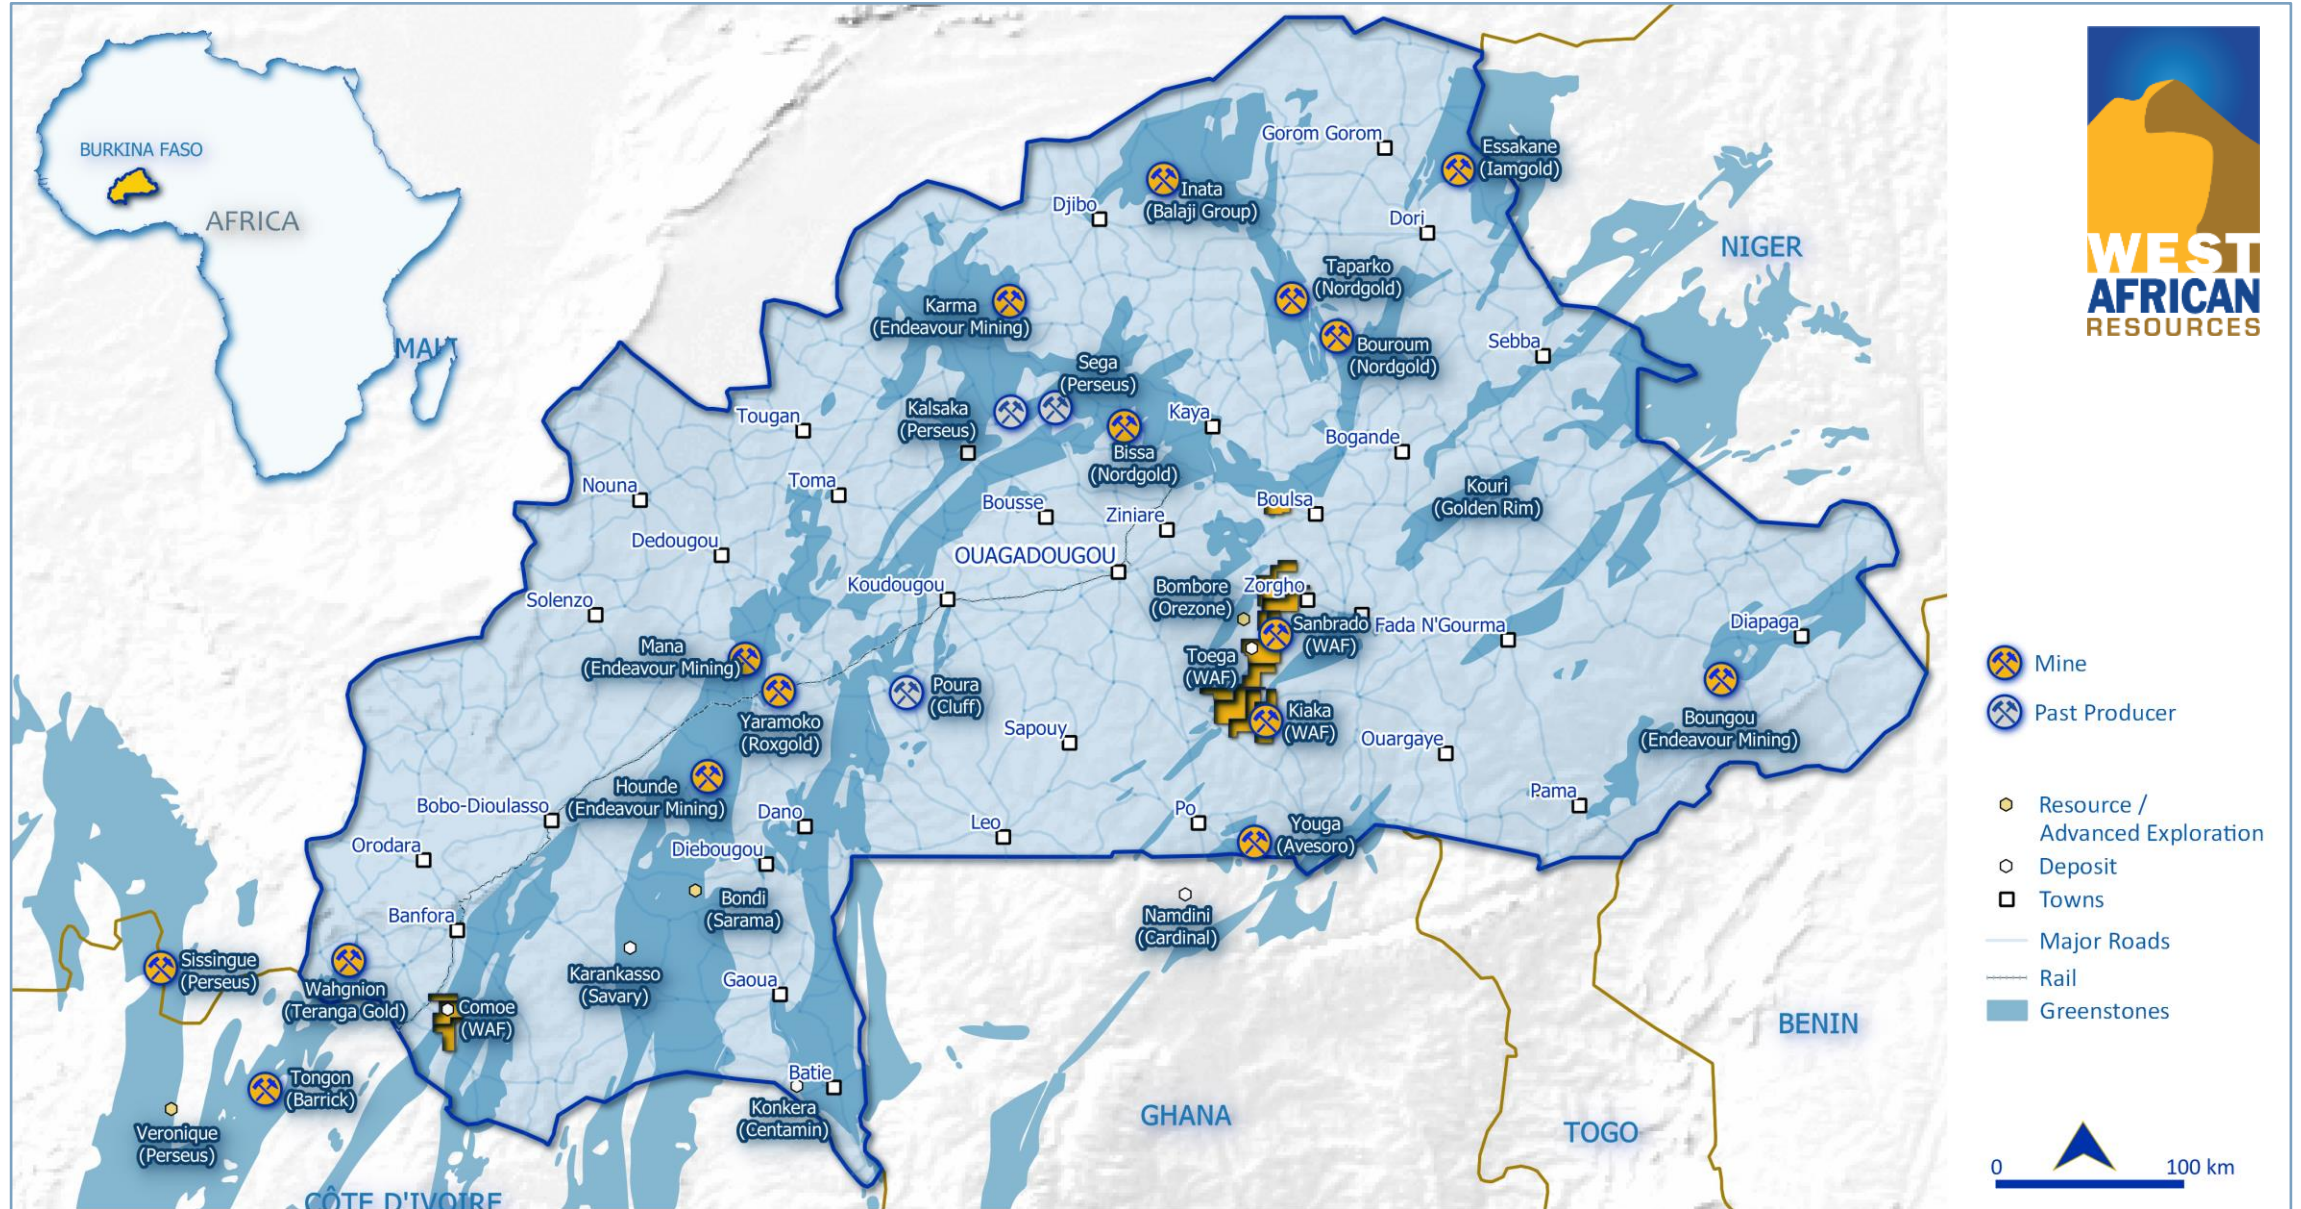 BURKINA FASO
AFRICA
MALI
NIGER
WEST
AFRICAN
RESOURCES
Gorom Gorom
Essakane
(Iamgold)
Inata
(Balaji Group)
Djibo
Dori
Taparko
(Nordgold)
Karma
(Endeavour Mining)
Bouroum
(Nordgold)
Sebba
Sega
(Perseus)
Kalsaka
(Perseus)
Tougan
Kaya
Bissa
(Nordgold)
Bogande
Toma
Nouna
Kouri
(Golden Rim)
Bousse
Ziniare
Boulsa
Dedougou
OUAGADOUGOU
Koudougou
Bombore
(Orezone)
Zorgho
Solenzo
Sanbrado
(WAF)
Fada N'Gourma
Diapaga
Mana
(Endeavour Mining)
Toega
(WAF)
Poura
(Cluff)
Yaramoko
(Roxgold)
Kiaka
(WAF)
Sapouy
Ouargaye
Boungou
(Endeavour Mining)
Hounde
(Endeavour Mining)
Bobo-Dioulasso
Dano
Pama
Leo
Po
Youga
(Avesoro)
Orodara
Diebougou
Bondi
(Sarama)
Banfora
Namdini
(Cardinal)
Sissingue
(Perseus)
Wahgnion
(Teranga Gold)
Karankasso
(Savary)
Gaoua
Comoe
(WAF)
Tongon
(Barrick)
Batie
Konkera
(Centamin)
Veronique
(Perseus)
CÔTE D'IVOIRE
GHANA
TOGO
BENIN
Mine
Past Producer
Resource /
Advanced Exploration
Deposit
Towns
Major Roads
Rail
Greenstones
0 100 km